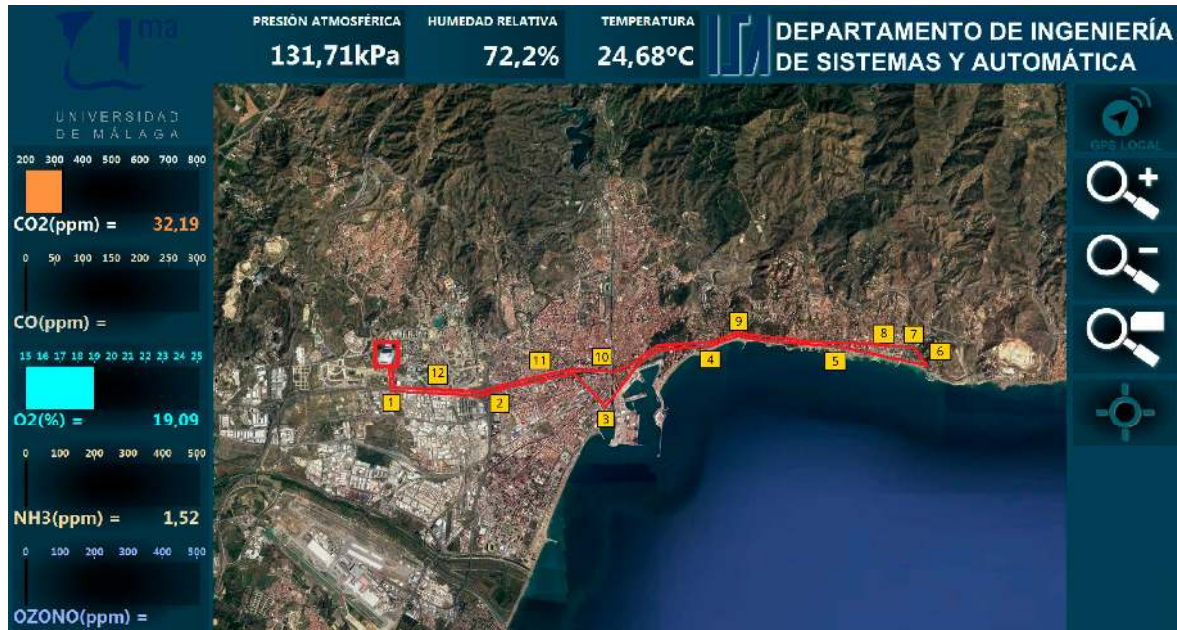 ma
UNIVERSIDAD
DE MÁLAGA
PRESIÓN ATMOSFÉRICA
131,71kPa
HUMEDAD RELATIVA
72,2%
TEMPERATURA
24,68ºC
DEPARTAMENTO DE INGENIERÍA
DE SISTEMAS Y AUTOMÁTICA
GPS LOCAL
200 300 400 500 600 700 800
CO2(ppm) = 32,19
0 50 100 150 200 250 300
CO(ppm) =
15 16 17 18 19 20 21 22 23 24 25
O2(%) = 19,09
0 100 200 300 400 500
NH3(ppm) = 1,52
0 100 200 300 400 500
OZONO(ppm) =
9
8
7
6
5
4
10
11
12
1
2
3